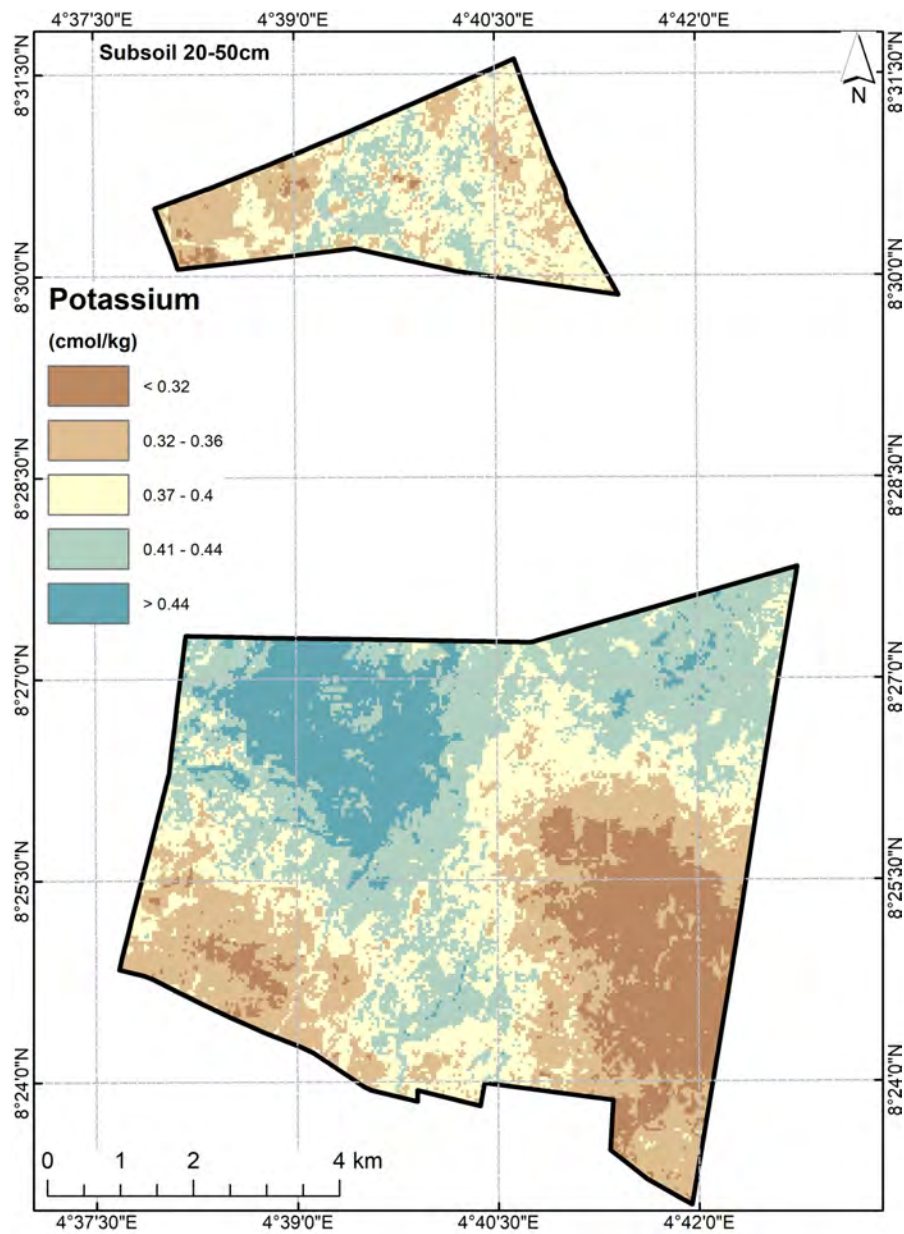 4°37'30"E 4°39'0"E 4°40'30"E 4°42'0"E
Subsoil 20-50cm
N
8°31'30"N 8°31'30"N
8°30'0"N 8°30'0"N
Potassium
(cmol/kg)
< 0.32
0.32 - 0.36
0.37 - 0.4
0.41 - 0.44
> 0.44
8°28'30"N 8°28'30"N
8°27'0"N 8°27'0"N
8°25'30"N 8°25'30"N
8°24'0"N 8°24'0"N
0 1 2 4 km
4°37'30"E 4°39'0"E 4°40'30"E 4°42'0"E